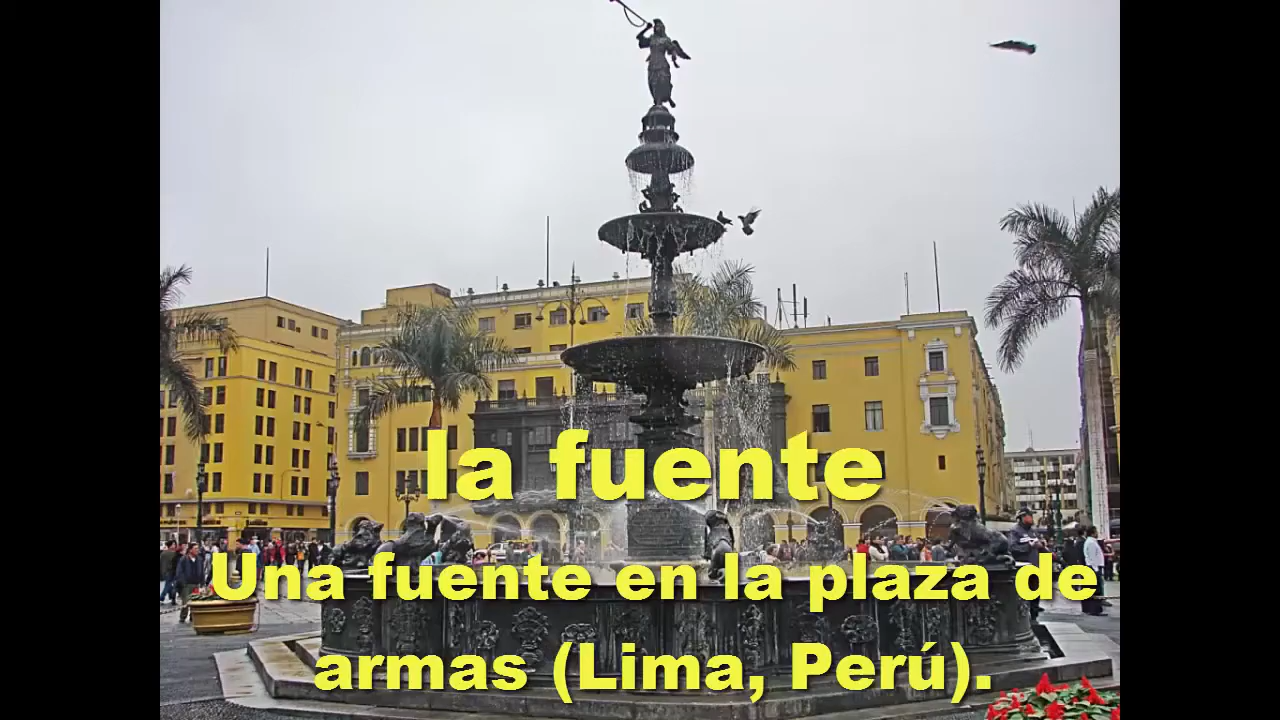 la fuente
Una fuente en la plaza de
armas (Lima, Perú).